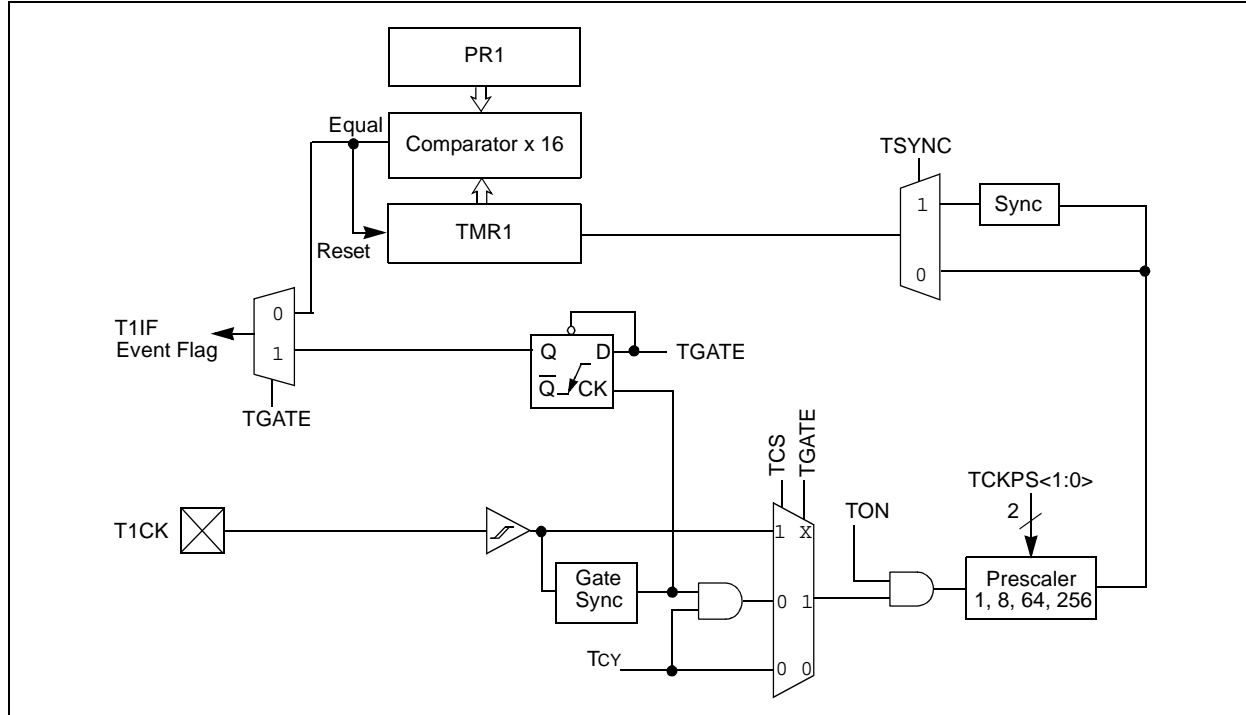 PR1
Equal
Comparator x 16
TSYNC
1
Sync
TMR1
Reset
0
0
T1IF
Event Flag
1
Q
D
TGATE
Q̅
CK
TGATE
TCS
TGATE
TCKPS<1:0>
2
TON
T1CK
1 X
Prescaler
1, 8, 64, 256
Gate
Sync
0 1
TCY
0 0